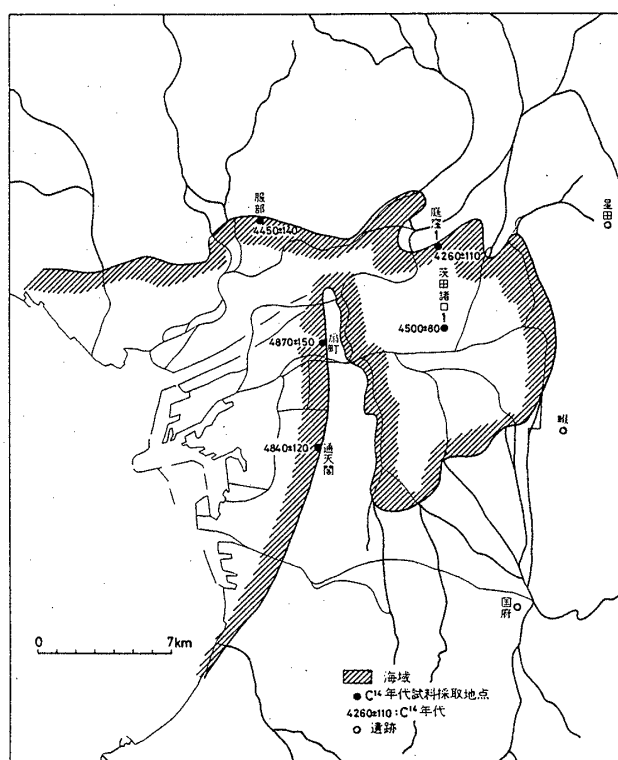 服部
4450±140
庭窪1
4260±110
星田
茨田諸口1
4500±80
4870±150
扇町
4840±120
通天閣
国府
0 7km
海域
C¹⁴年代試料採取地点
4260±110:C¹⁴年代
遺跡